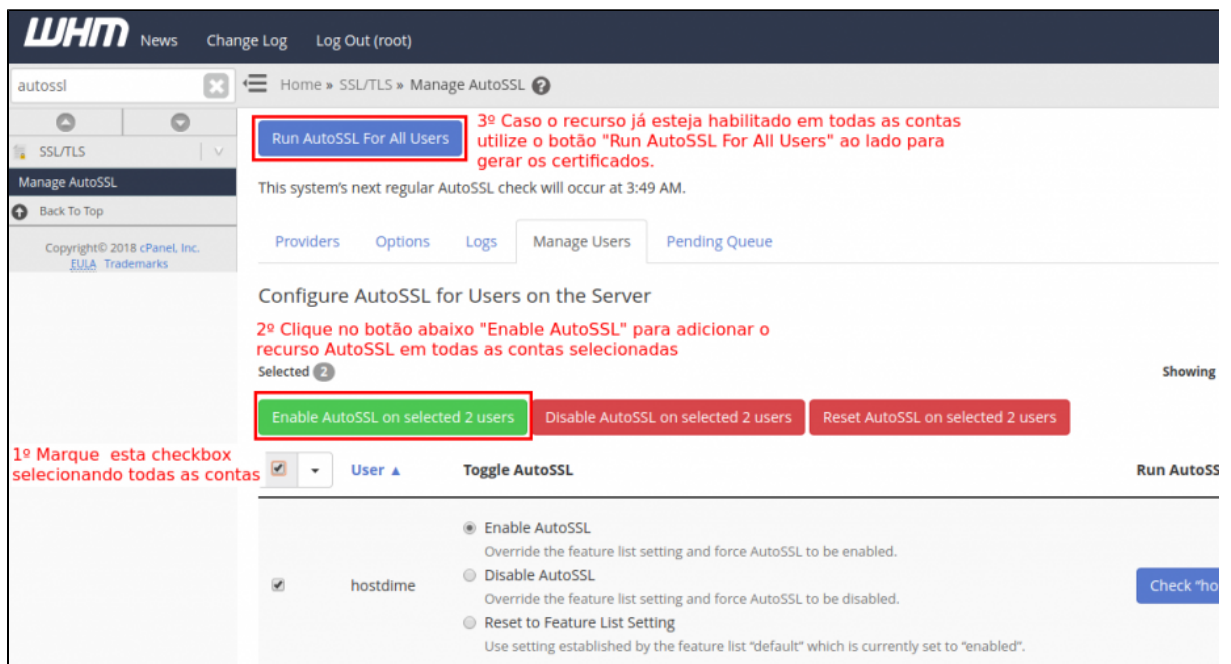 WHM News Change Log Log Out (root)
autossl
Home » SSL/TLS » Manage AutoSSL
SSL/TLS
Manage AutoSSL
Back To Top
Copyright© 2018 cPanel, Inc.
EULA Trademarks
Run AutoSSL For All Users
3º Caso o recurso já esteja habilitado em todas as contas
utilize o botão "Run AutoSSL For All Users" ao lado para
gerar os certificados.
This system's next regular AutoSSL check will occur at 3:49 AM.
Providers Options Logs Manage Users Pending Queue
Configure AutoSSL for Users on the Server
2º Clique no botão abaixo "Enable AutoSSL" para adicionar o
recurso AutoSSL em todas as contas selecionadas
Selected 2 Showing
Enable AutoSSL on selected 2 users Disable AutoSSL on selected 2 users Reset AutoSSL on selected 2 users
1º Marque esta checkbox
selecionando todas as contas
User ▲ Toggle AutoSSL Run AutoSS
Enable AutoSSL
Override the feature list setting and force AutoSSL to be enabled.
hostdime Disable AutoSSL Check "ho
Override the feature list setting and force AutoSSL to be disabled.
Reset to Feature List Setting
Use setting established by the feature list "default" which is currently set to "enabled".